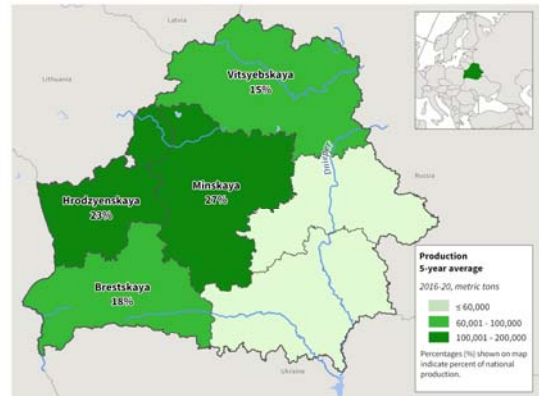 Latvia
Lithuania
Vitsyebskaya
15%
Dnieper
Russia
Minskaya
27%
Hrodzyenskaya
23%
Brestskaya
18%
Ukraine
Production
5-year average
2016-20, metric tons
≤ 60,000
60,001 - 100,000
100,001 - 200,000
Percentages (%) shown on map
indicate percent of national
production.